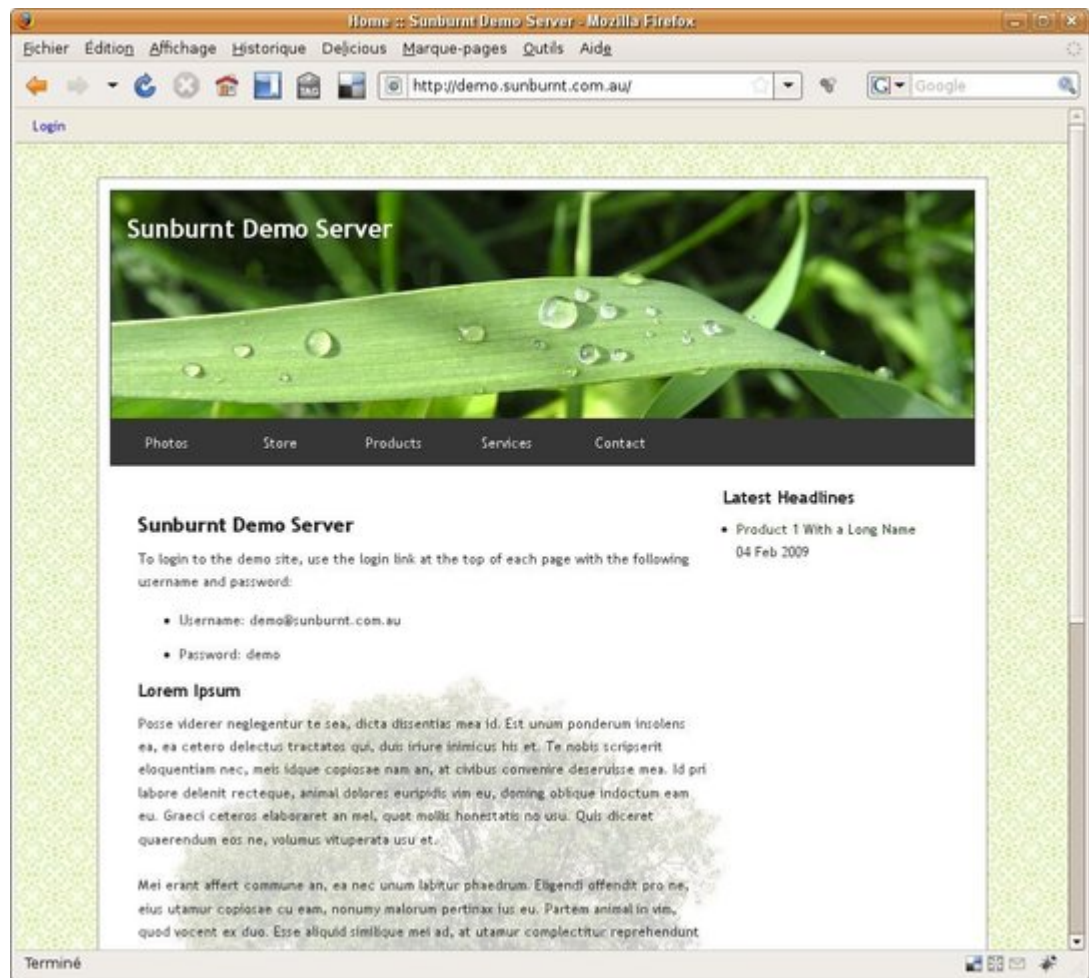 Home :: Sunburnt Demo Server - Mozilla Firefox
Fichier Édition Affichage Historique Delicious Marque-pages Outils Aide
TAG http://demo.sunburnt.com.au/ G Google
Login
Sunburnt Demo Server
Photos Store Products Services Contact
Latest Headlines
Product 1 With a Long Name
04 Feb 2009
Sunburnt Demo Server
To login to the demo site, use the login link at the top of each page with the following
username and password:
Username: demo@sunburnt.com.au
Password: demo
Lorem Ipsum
Posse viderer neglegentur te sea, dicta dissentias mea id. Est unum ponderum insolens
ea, ea cetero delectus tractatos qui, duis iriure inimicus his et. Te nobis scripserit
eloquentiam nec, meis idque copiosae nam an, at civibus convenire deseruisse mea. Id pri
labore delenit recteque, animal dolores euripidis vim eu, doming oblique indoctum eam
eu. Graeci ceteros elaboraret an mel, quot mollis honestatis no usu. Quis diceret
quaerendum eos ne, volumus vituperata usu et.
Mei erant affert commune an, ea nec unum labitur phaedrum. Eligendi offendit pro ne,
eius utamur copiosae cu eam, nonumy malorum pertinax ius eu. Partem animal in vim,
quod vocent ex duo. Esse aliquid similique mei ad, at utamur complectitur reprehendunt
Terminé